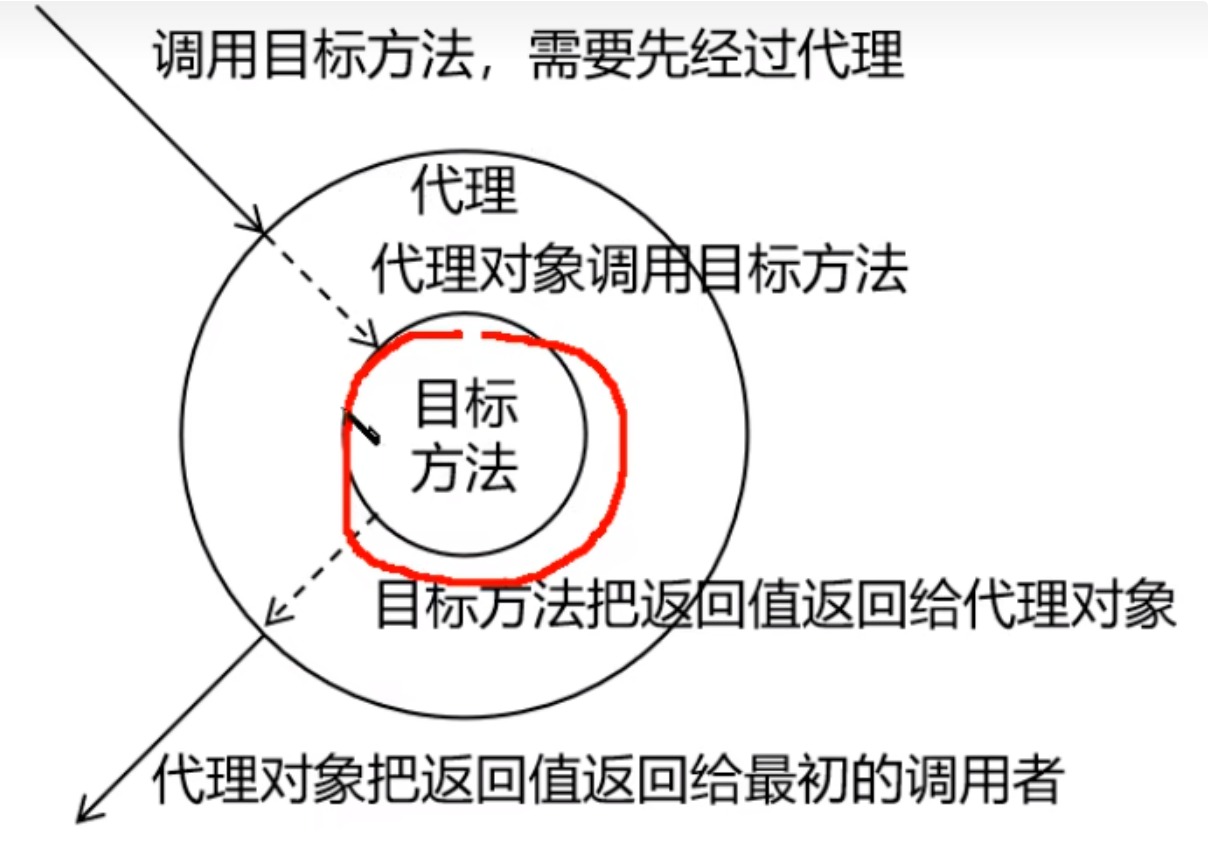 调用目标方法，需要先经过代理
代理
代理对象调用目标方法
目标
方法
目标方法把返回值返回给代理对象
代理对象把返回值返回给最初的调用者